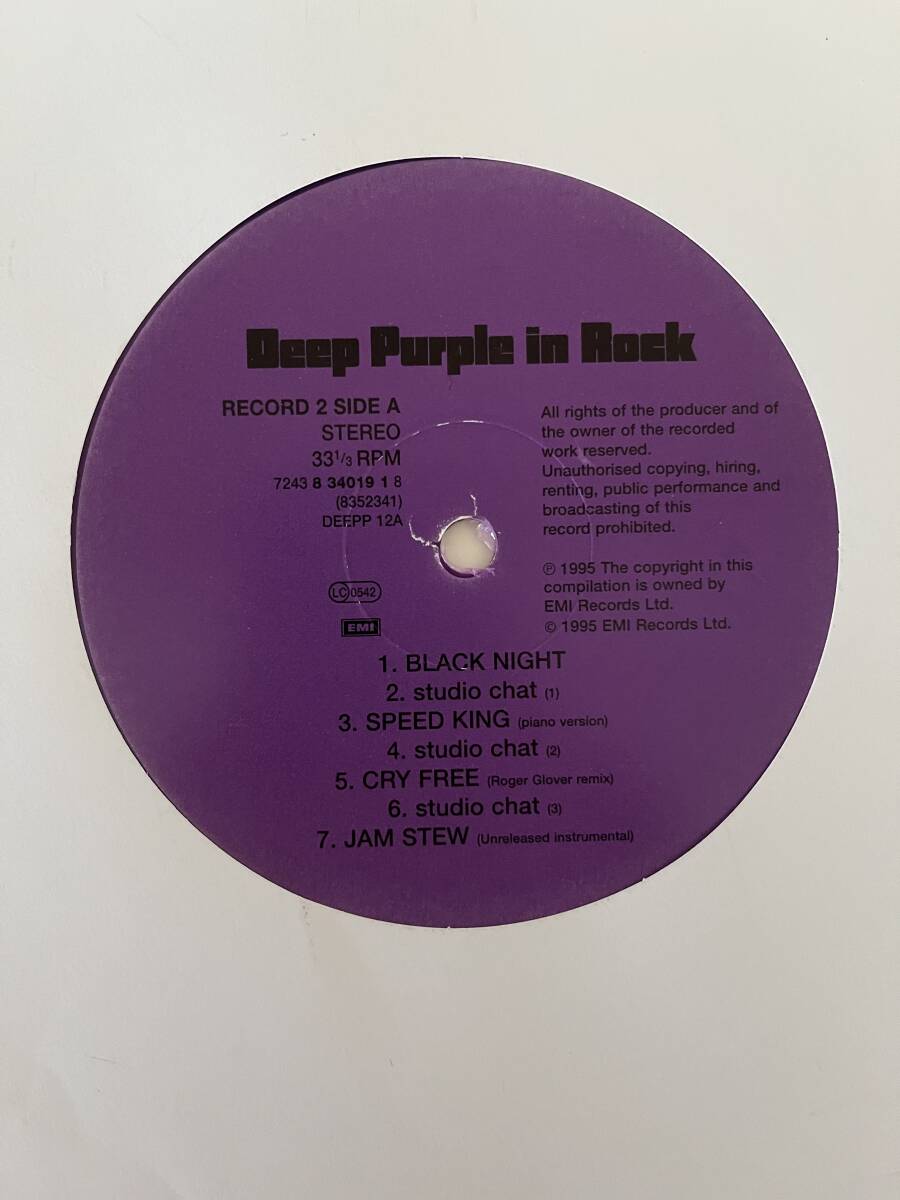 Deep Purple in Rock
RECORD 2 SIDE A
STEREO
33 1/3 RPM
7243 8 34019 1 8
(8352341)
DEEPP 12A
LC 0542
EMI
All rights of the producer and of
the owner of the recorded
work reserved.
Unauthorised copying, hiring,
renting, public performance and
broadcasting of this
record prohibited.
℗ 1995 The copyright in this
compilation is owned by
EMI Records Ltd.
© 1995 EMI Records Ltd.
1. BLACK NIGHT
2. studio chat (1)
3. SPEED KING (piano version)
4. studio chat (2)
5. CRY FREE (Roger Glover remix)
6. studio chat (3)
7. JAM STEW (Unreleased instrumental)